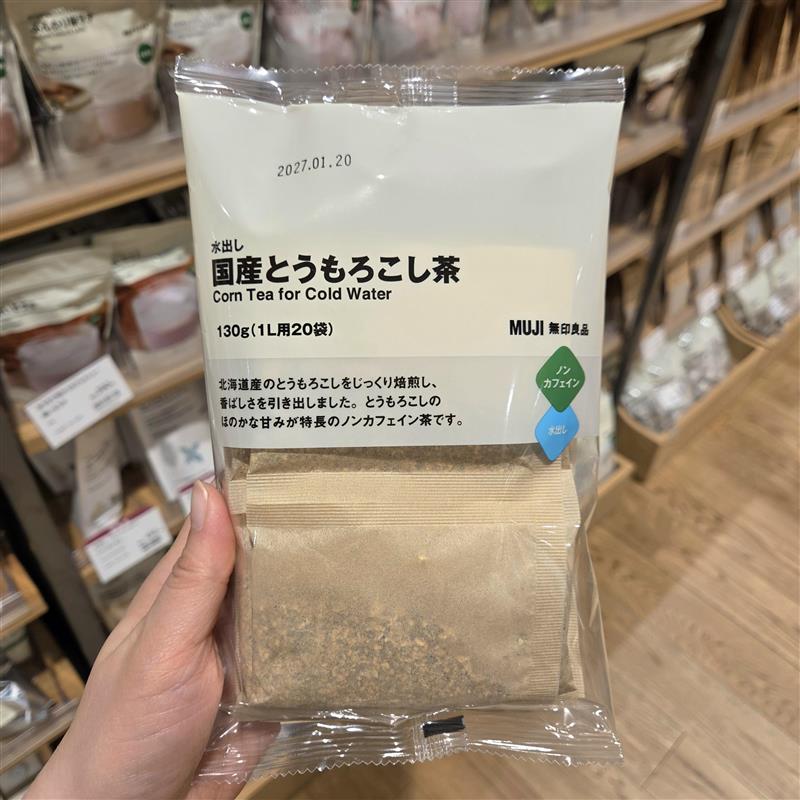 2027.01.20
水出し
国産とうもろこし茶
Corn Tea for Cold Water
130g(1L用20袋)
MUJI 無印良品
北海道産のとうもろこしをじっくり焙煎し、
香ばしさを引き出しました。とうもろこしの
ほのかな甘みが特長のノンカフェイン茶です。
ノン
カフェイン
水出し